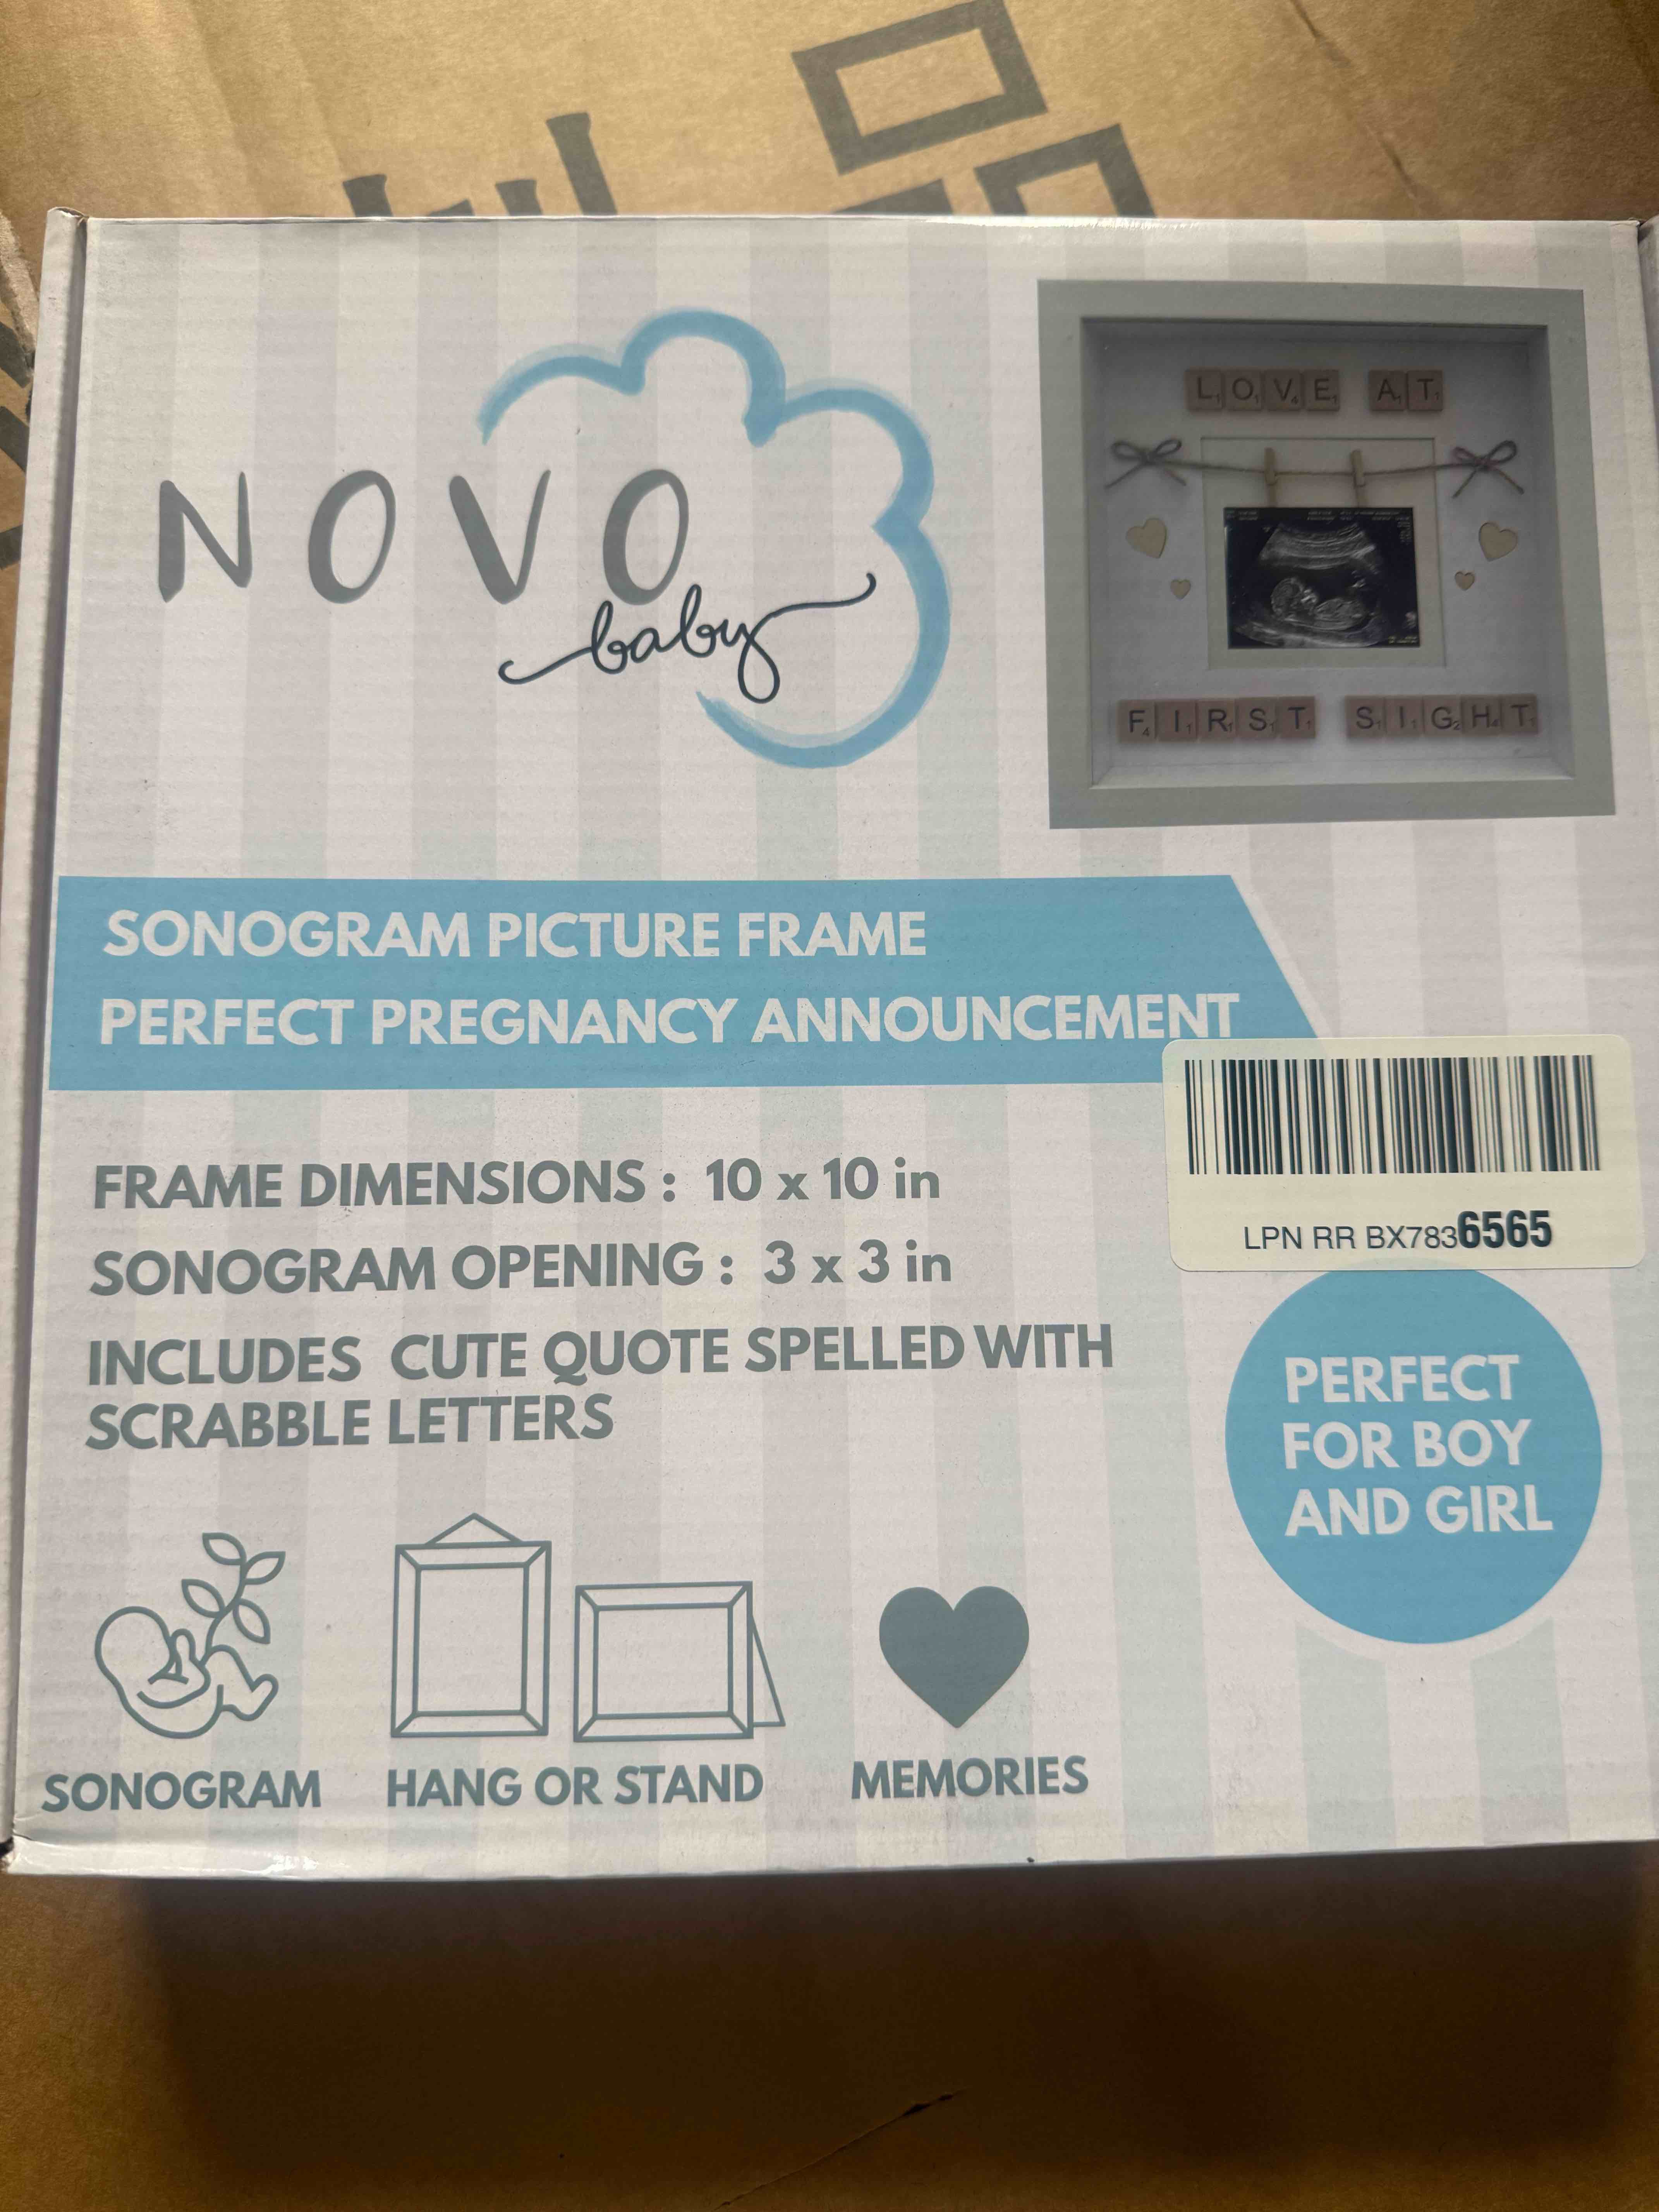 NOVO
baby
LOVE AT
FIRST SIGHT
SONOGRAM PICTURE FRAME
PERFECT PREGNANCY ANNOUNCEMENT
LPN RR BX7836565
FRAME DIMENSIONS : 10 x 10 in
SONOGRAM OPENING : 3 x 3 in
INCLUDES CUTE QUOTE SPELLED WITH
SCRABBLE LETTERS
PERFECT
FOR BOY
AND GIRL
SONOGRAM
HANG OR STAND
MEMORIES